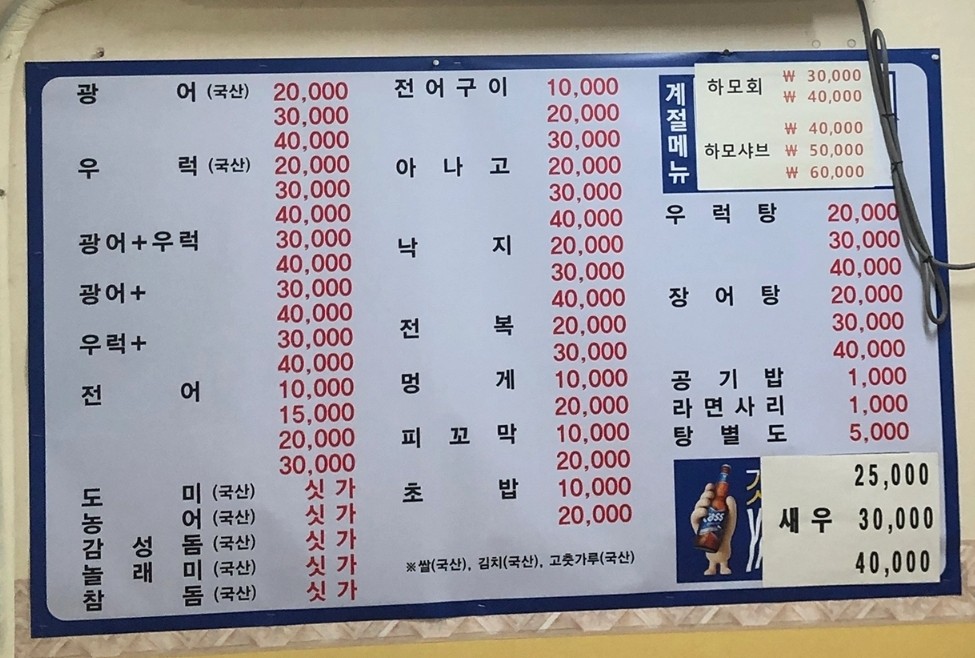 광어 (국산) 20,000
30,000
40,000
우럭 (국산) 20,000
30,000
40,000
광어+우럭 30,000
40,000
광어+ 30,000
40,000
우럭+ 30,000
40,000
전어 10,000
15,000
20,000
30,000
도미 (국산) 싯가
농어 (국산) 싯가
감성돔 (국산) 싯가
놀래미 (국산) 싯가
참돔 (국산) 싯가
전어구이 10,000
20,000
30,000
아나고 20,000
30,000
40,000
낙지 20,000
30,000
40,000
전복 20,000
30,000
멍게 10,000
20,000
피꼬막 10,000
20,000
초밥 10,000
20,000
※쌀(국산), 김치(국산), 고춧가루(국산)
계절메뉴
하모회 ₩ 30,000
₩ 40,000
₩ 40,000
하모샤브 ₩ 50,000
₩ 60,000
우럭탕 20,000
30,000
40,000
장어탕 20,000
30,000
40,000
공기밥 1,000
라면사리 1,000
탕별도 5,000
25,000
새우 30,000
40,000